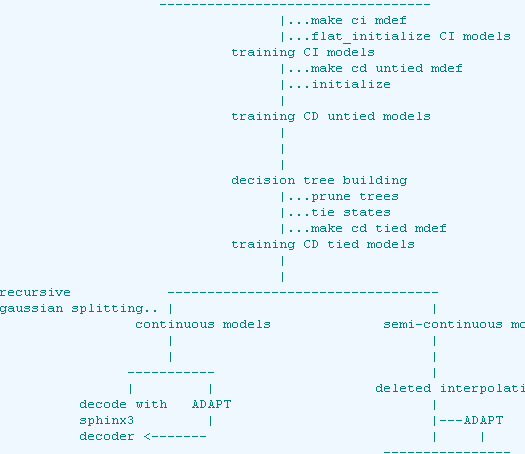 ---------------------------------- 
|...make ci mdef
|...flat_initialize CI models
training CI models
|...make cd untied mdef
|...initialize
|
training CD untied models
|
|
|
decision tree building
|...prune trees
|...tie states
|...make cd tied mdef
training CD tied models
|
|
recursive ----------------------------------
gaussian splitting.. | |
continuous models semi-continuous mo
| |
| |
----------- |
| | deleted interpolati
decode with ADAPT |
sphinx3 | |---ADAPT
decoder <------- | |
----------------